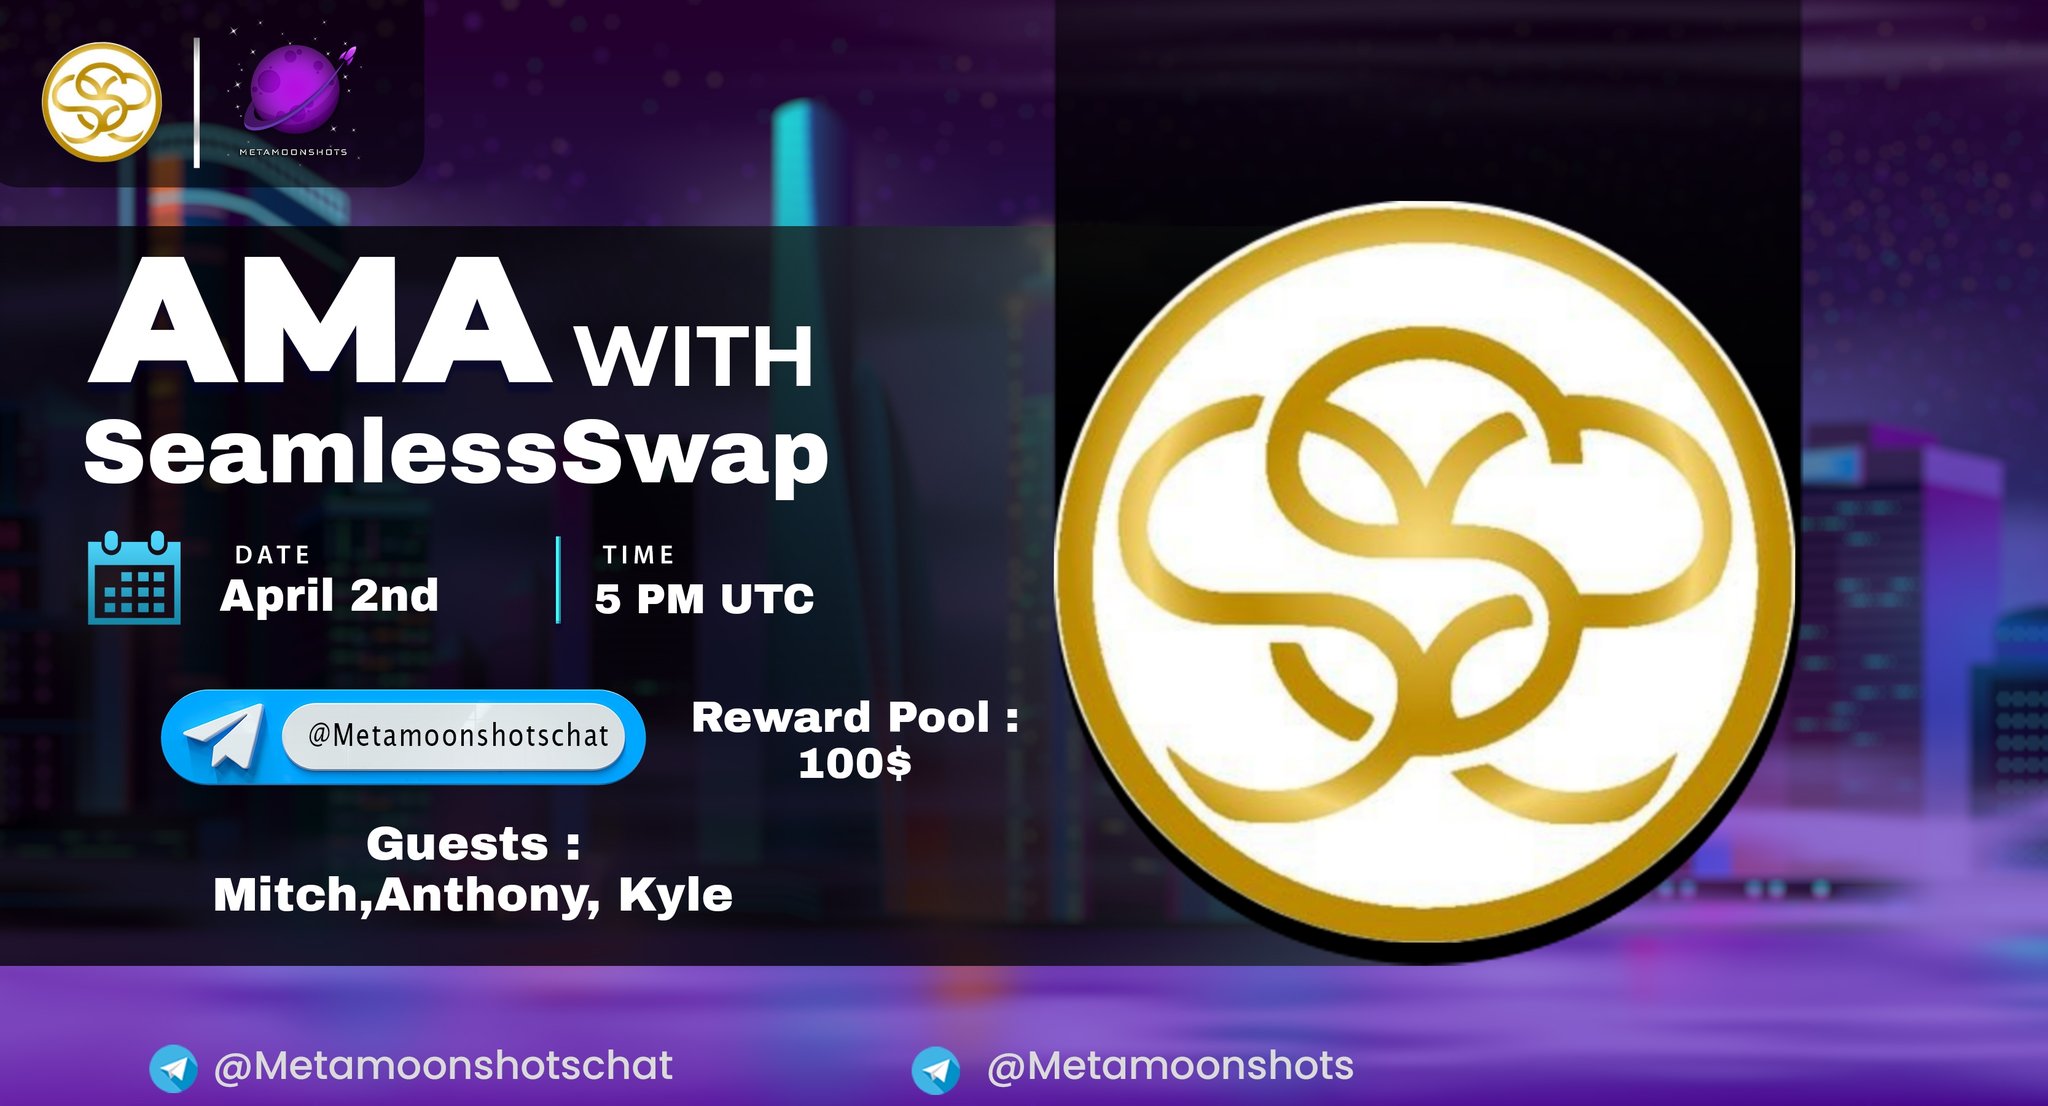 METAMOONSHOTS
AMA WITH
SeamlessSwap
DATE
April 2nd
TIME
5 PM UTC
@Metamoonshotschat
Reward Pool :
100$
Guests :
Mitch,Anthony, Kyle
@Metamoonshotschat
@Metamoonshots